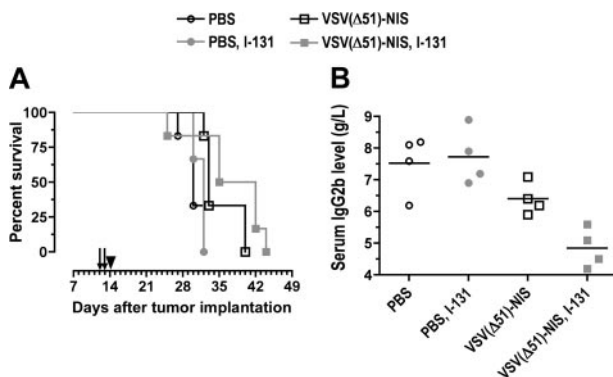 PBS VSV(Δ51)-NIS
PBS, I-131 VSV(Δ51)-NIS, I-131
A
Percent survival
100
75
50
25
0
7 14 21 28 35 42 49
Days after tumor implantation
B
Serum IgG2b level (g/L)
9
8
7
6
5
4
PBS
PBS, I-131
VSV(Δ51)-NIS
VSV(Δ51)-NIS, I-131